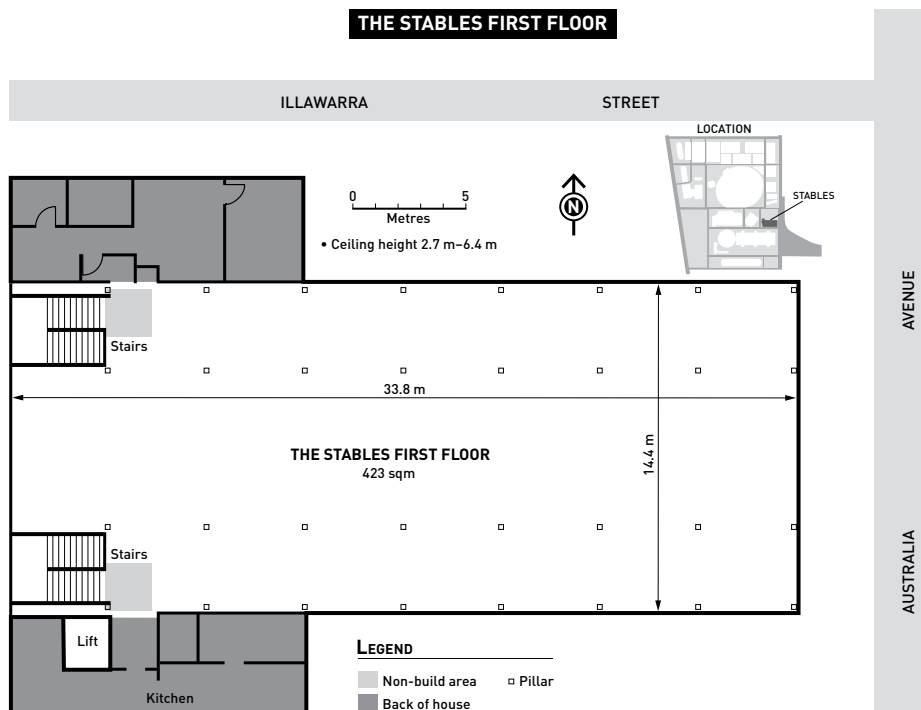 THE STABLES FIRST FLOOR
ILLAWARRA STREET
LOCATION
STABLES
0 5
Metres
N
• Ceiling height 2.7 m–6.4 m
AVENUE
AUSTRALIA
Stairs
33.8 m
14.4 m
THE STABLES FIRST FLOOR
423 sqm
Stairs
Lift
Kitchen
LEGEND
Non-build area
Pillar
Back of house